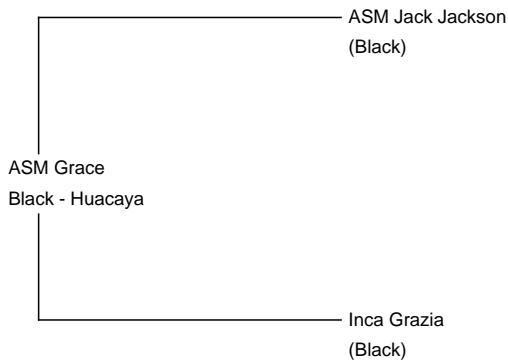 ASM Jack Jackson
(Black)
ASM Grace
Black - Huacaya
Inca Grazia
(Black)